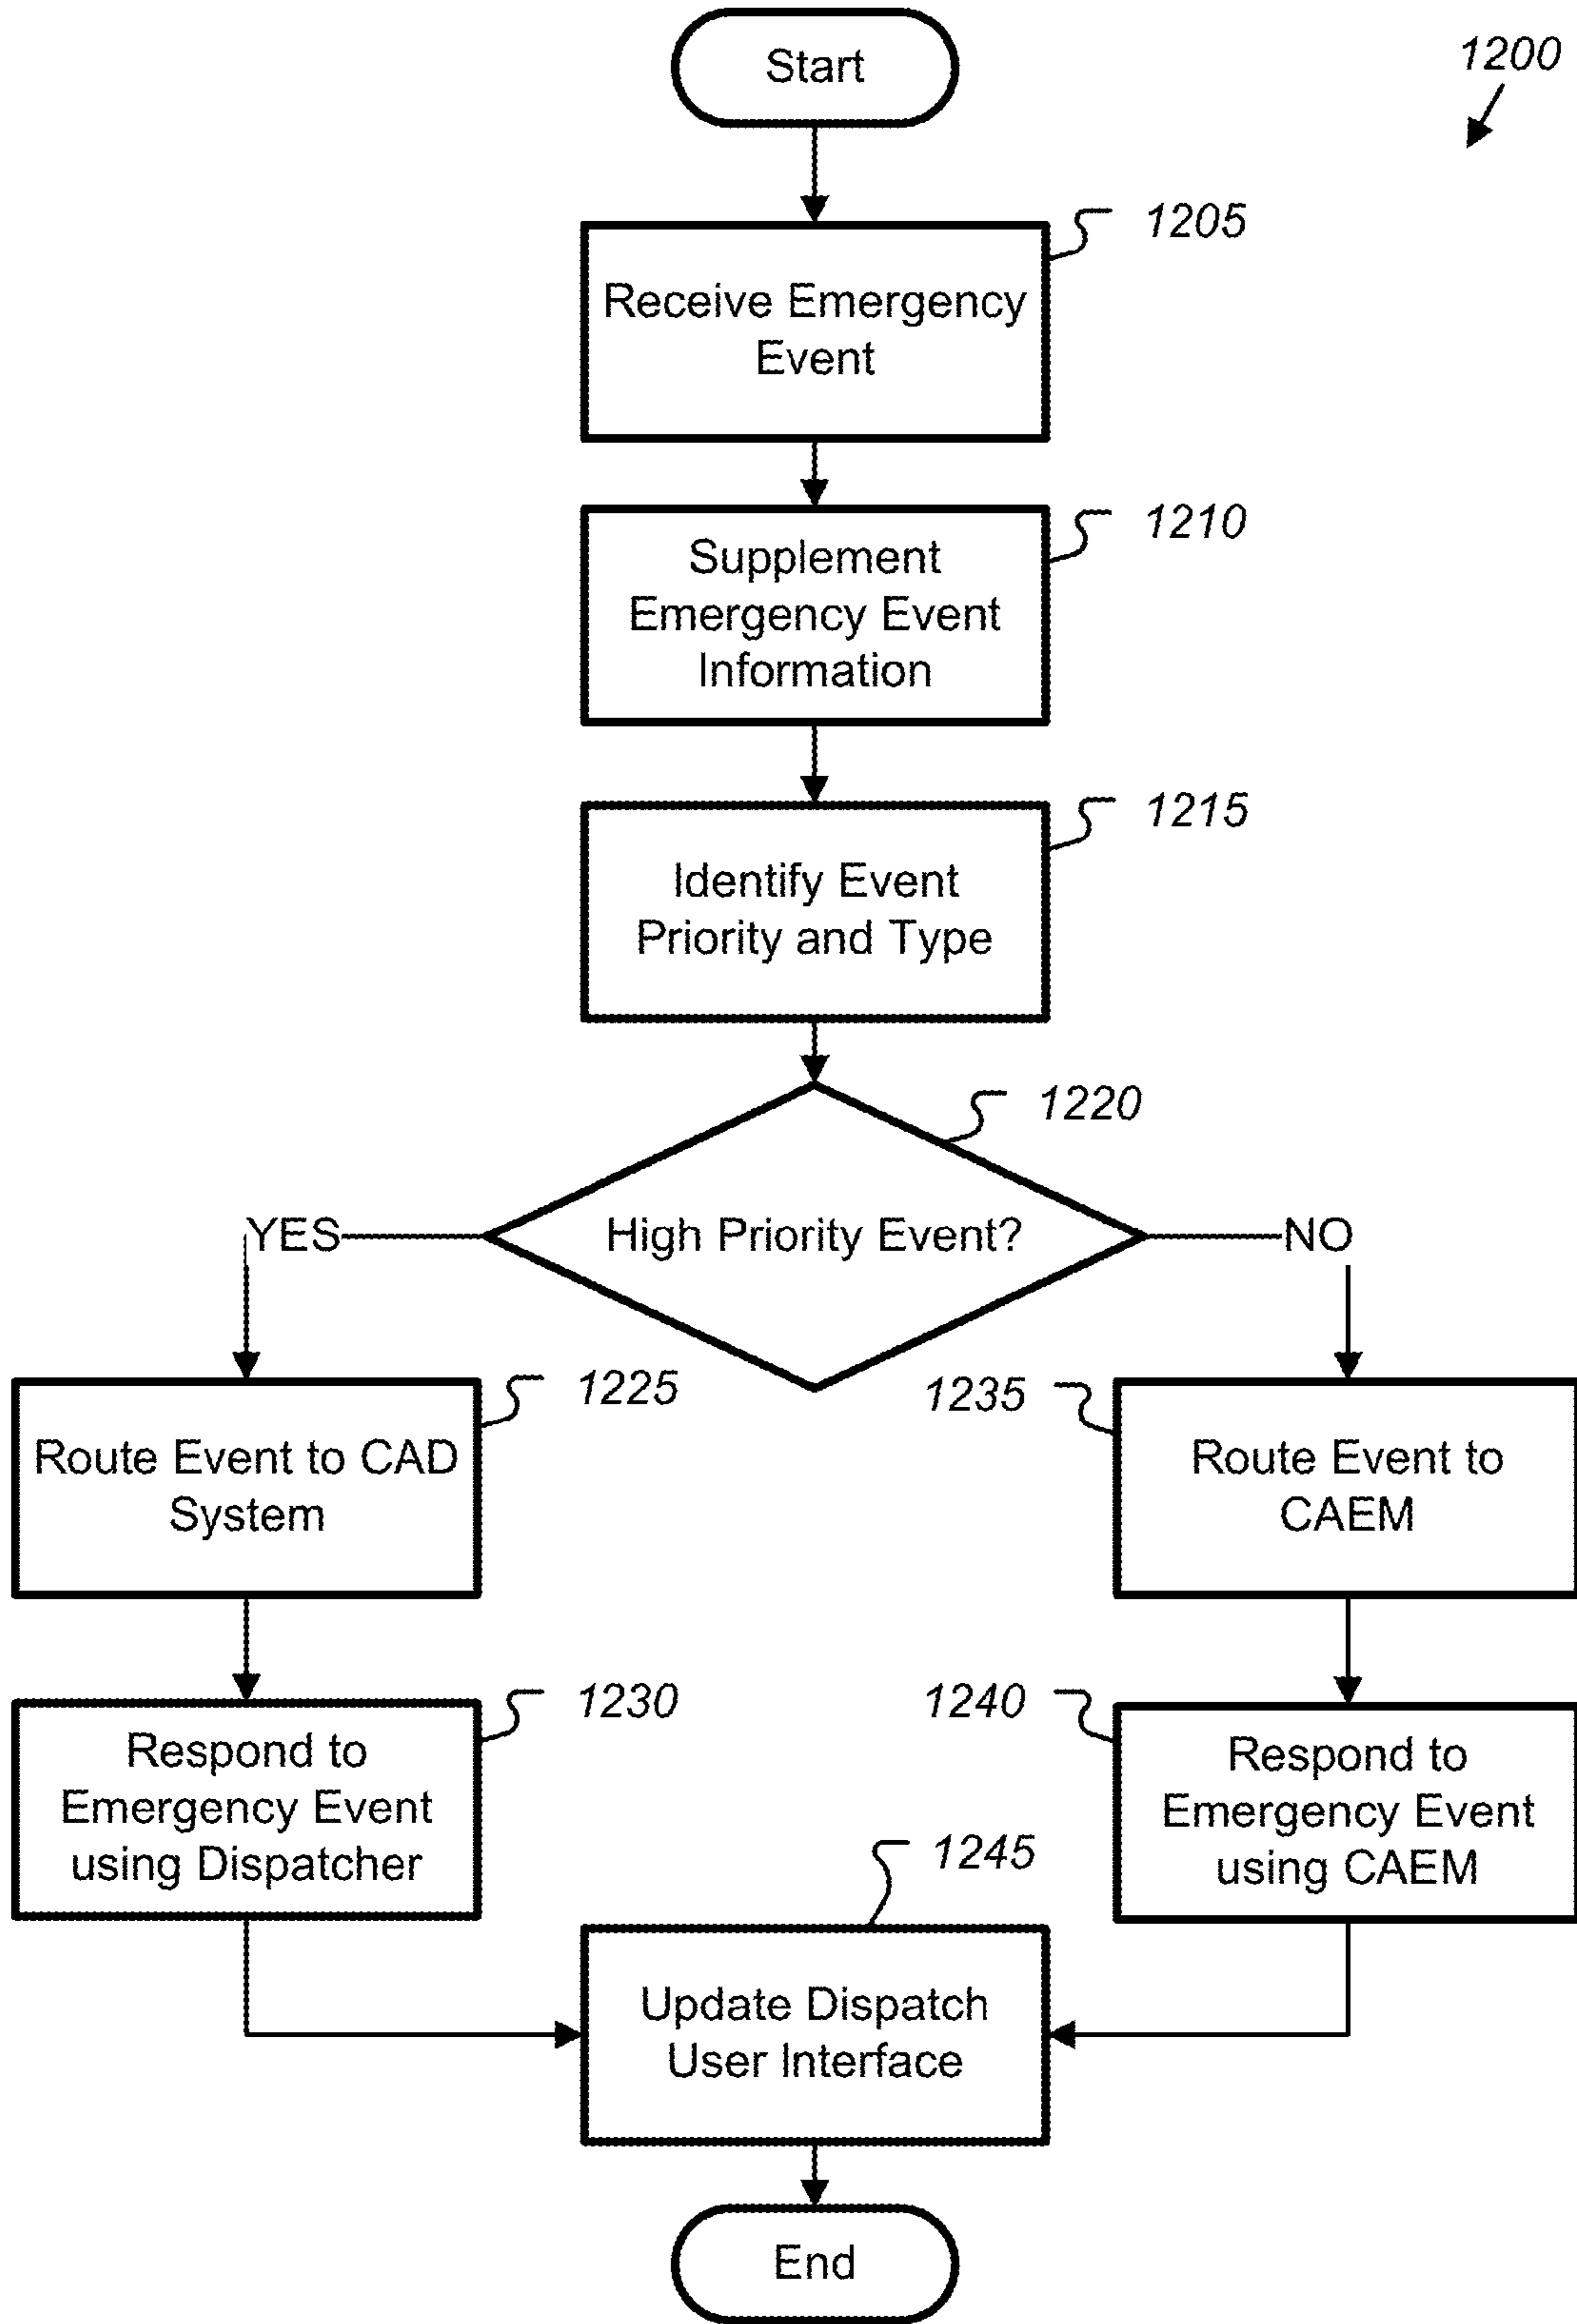 Start
1200
1205
Receive Emergency
Event
1210
Supplement
Emergency Event
Information
1215
Identify Event
Priority and Type
1220
High Priority Event?
YES
NO
1225
Route Event to CAD
System
1235
Route Event to
CAEM
1230
Respond to
Emergency Event
using Dispatcher
1240
Respond to
Emergency Event
using CAEM
1245
Update Dispatch
User Interface
End